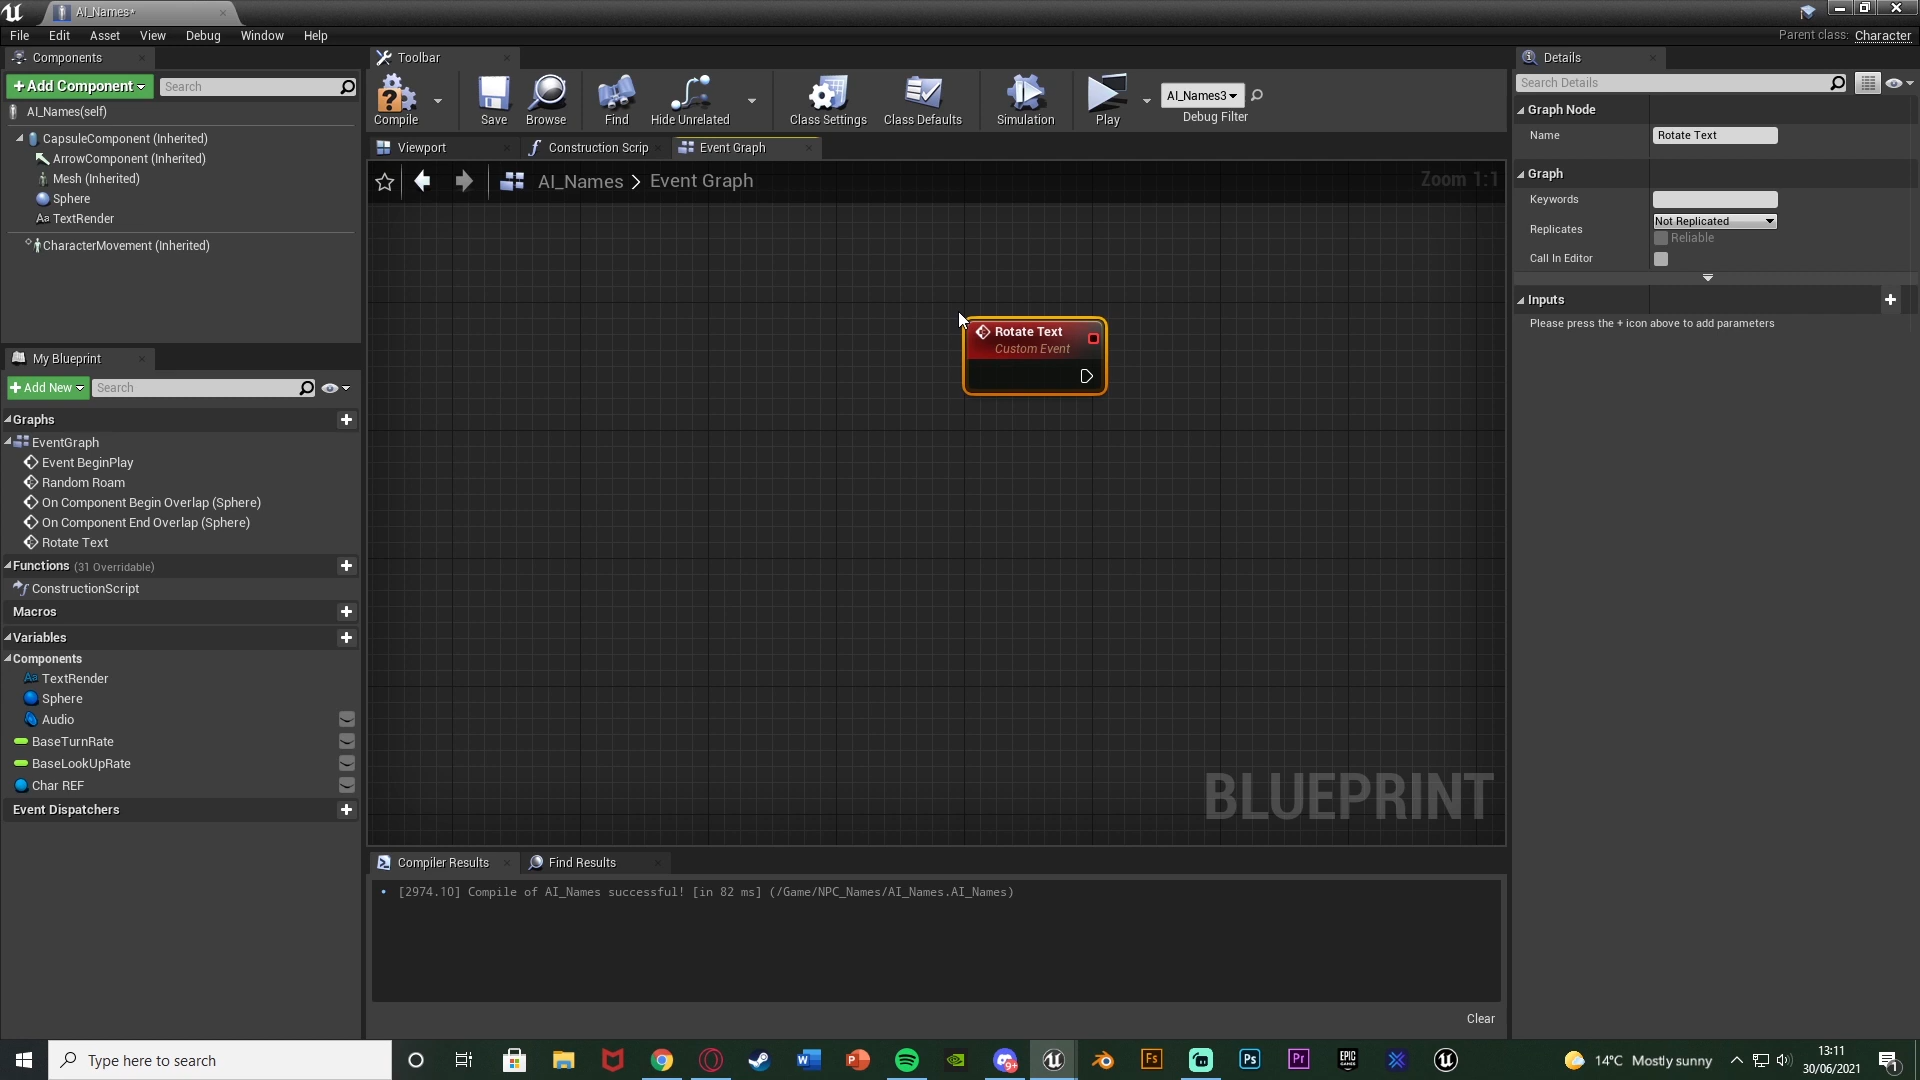 AI_Names*
File Edit Asset View Debug Window Help
Parent class: Character
Components
Toolbar
Details
+ Add Component
Search
AI_Names(self)
CapsuleComponent (Inherited)
ArrowComponent (Inherited)
Mesh (Inherited)
Sphere
TextRender
CharacterMovement (Inherited)
Compile
Save
Browse
Find
Hide Unrelated
Class Settings
Class Defaults
Simulation
Play
AI_Names3
Debug Filter
Viewport
Construction Scrip
Event Graph
AI_Names > Event Graph
Zoom 1:1
Rotate Text
Custom Event
BLUEPRINT
Search Details
Graph Node
Name
Rotate Text
Graph
Keywords
Replicates
Not Replicated
Reliable
Call In Editor
Inputs
Please press the + icon above to add parameters
My Blueprint
+ Add New
Search
Graphs
EventGraph
Event BeginPlay
Random Roam
On Component Begin Overlap (Sphere)
On Component End Overlap (Sphere)
Rotate Text
Functions (31 Overridable)
ConstructionScript
Macros
Variables
Components
TextRender
Sphere
Audio
BaseTurnRate
BaseLookUpRate
Char REF
Event Dispatchers
Compiler Results
Find Results
[2974.10] Compile of AI_Names successful! [in 82 ms] (/Game/NPC_Names/AI_Names.AI_Names)
Clear
Type here to search
14°C Mostly sunny
13:11
30/06/2021